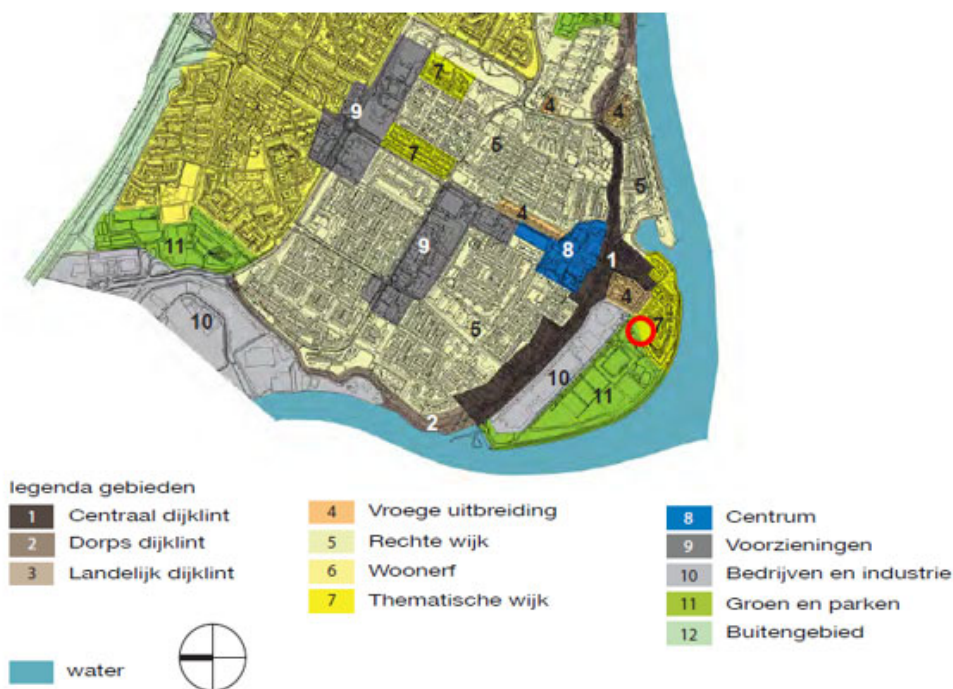 7
4
4
9
5
7
5
4
9
8
1
11
4
7
10
5
10
11
2
legenda gebieden
1 Centraal dijklint
2 Dorps dijklint
3 Landelijk dijklint
4 Vroege uitbreiding
5 Rechte wijk
6 Woonerf
7 Thematische wijk
8 Centrum
9 Voorzieningen
10 Bedrijven en industrie
11 Groen en parken
12 Buitengebied
water